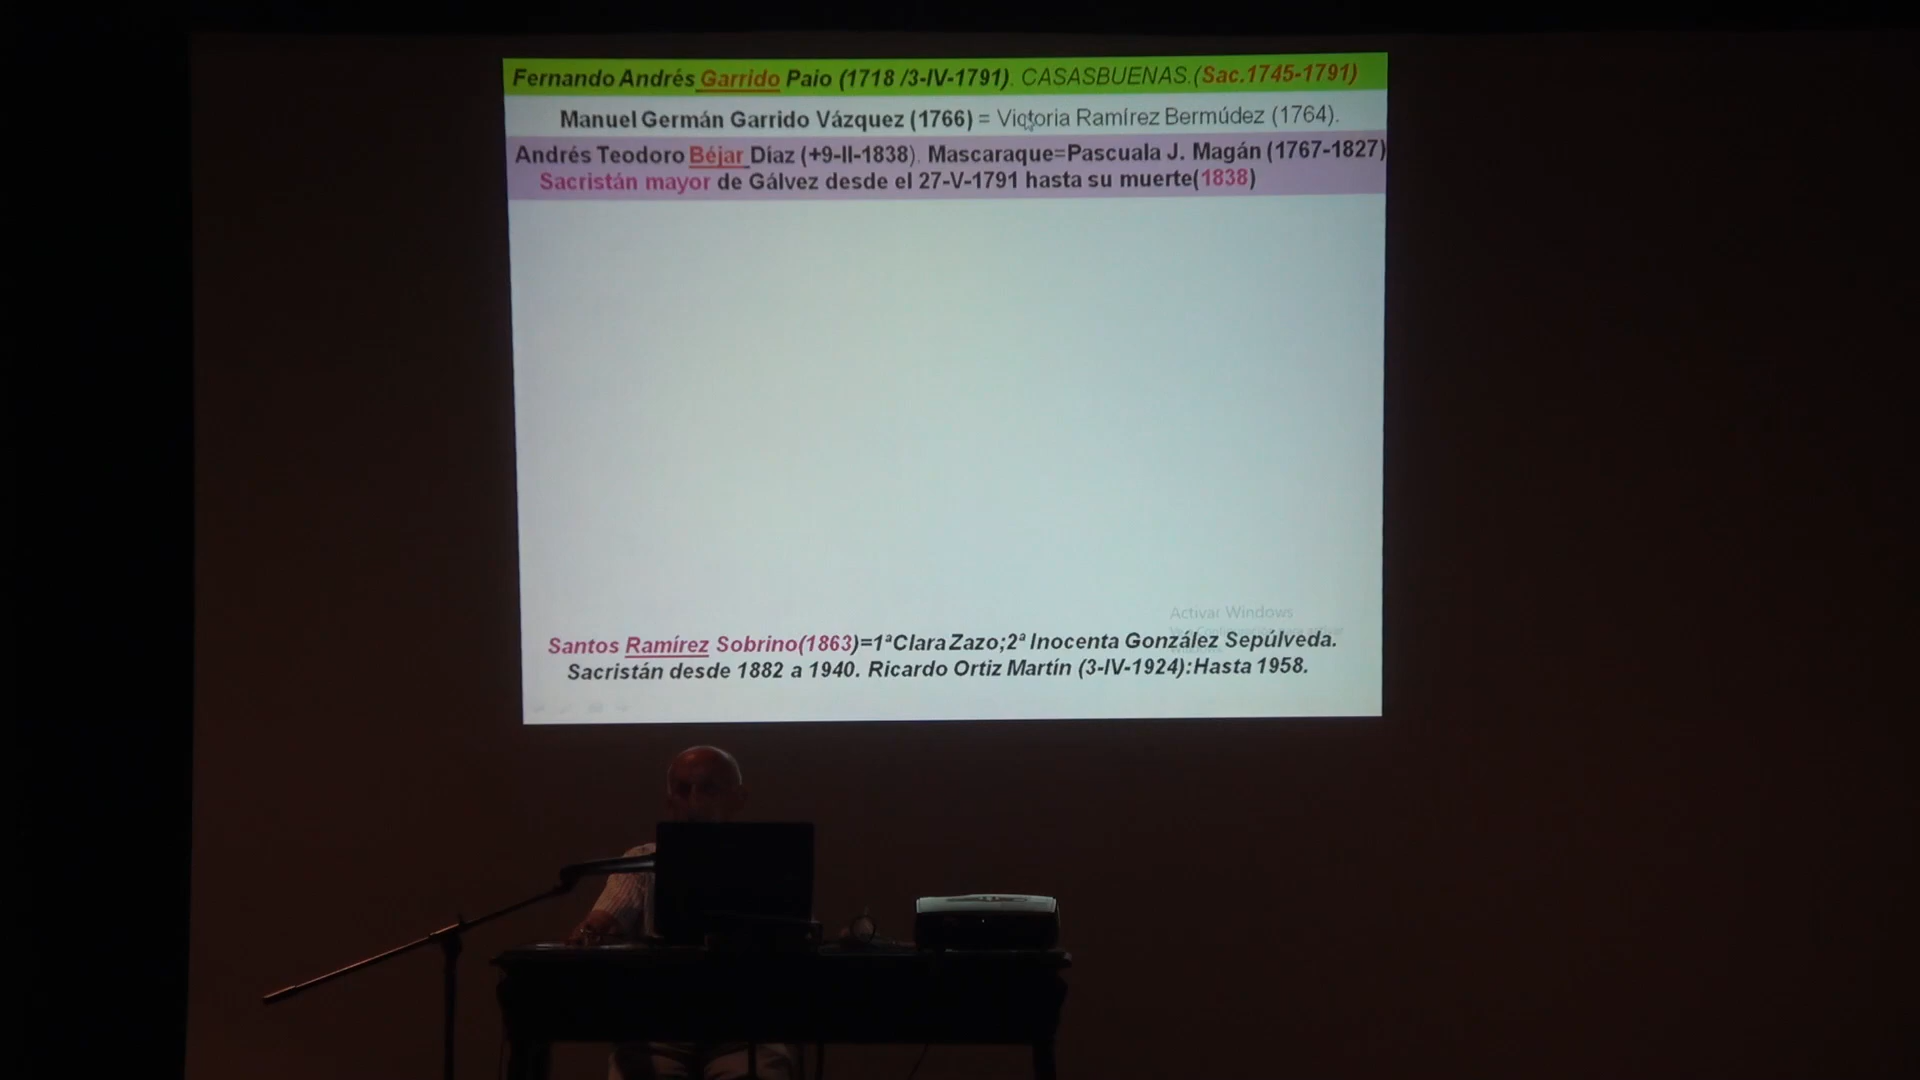 Fernando Andrés Garrido Paio (1718 /3-IV-1791). CASASBUENAS.(Sac.1745-1791)
Manuel Germán Garrido Vázquez (1766) = Victoria Ramírez Bermúdez (1764).
Andrés Teodoro Béjar Díaz (+9-II-1838). Mascaraque=Pascuala J. Magán (1767-1827)
Sacristán mayor de Gálvez desde el 27-V-1791 hasta su muerte(1838)
Activar Windows
Santos Ramírez Sobrino(1863)=1ªClara Zazo;2ª Inocenta González Sepúlveda.
Sacristán desde 1882 a 1940. Ricardo Ortiz Martín (3-IV-1924):Hasta 1958.